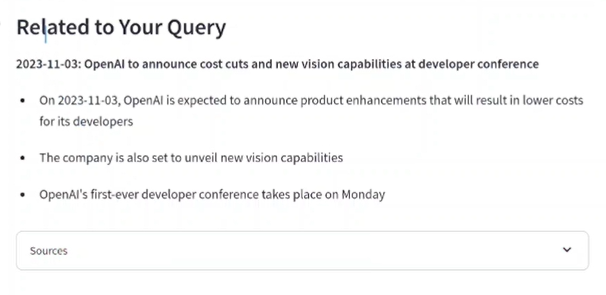 Related to Your Query
2023-11-03: OpenAI to announce cost cuts and new vision capabilities at developer conference
• On 2023-11-03, OpenAI is expected to announce product enhancements that will result in lower costs
for its developers
• The company is also set to unveil new vision capabilities
• OpenAI's first-ever developer conference takes place on Monday
Sources